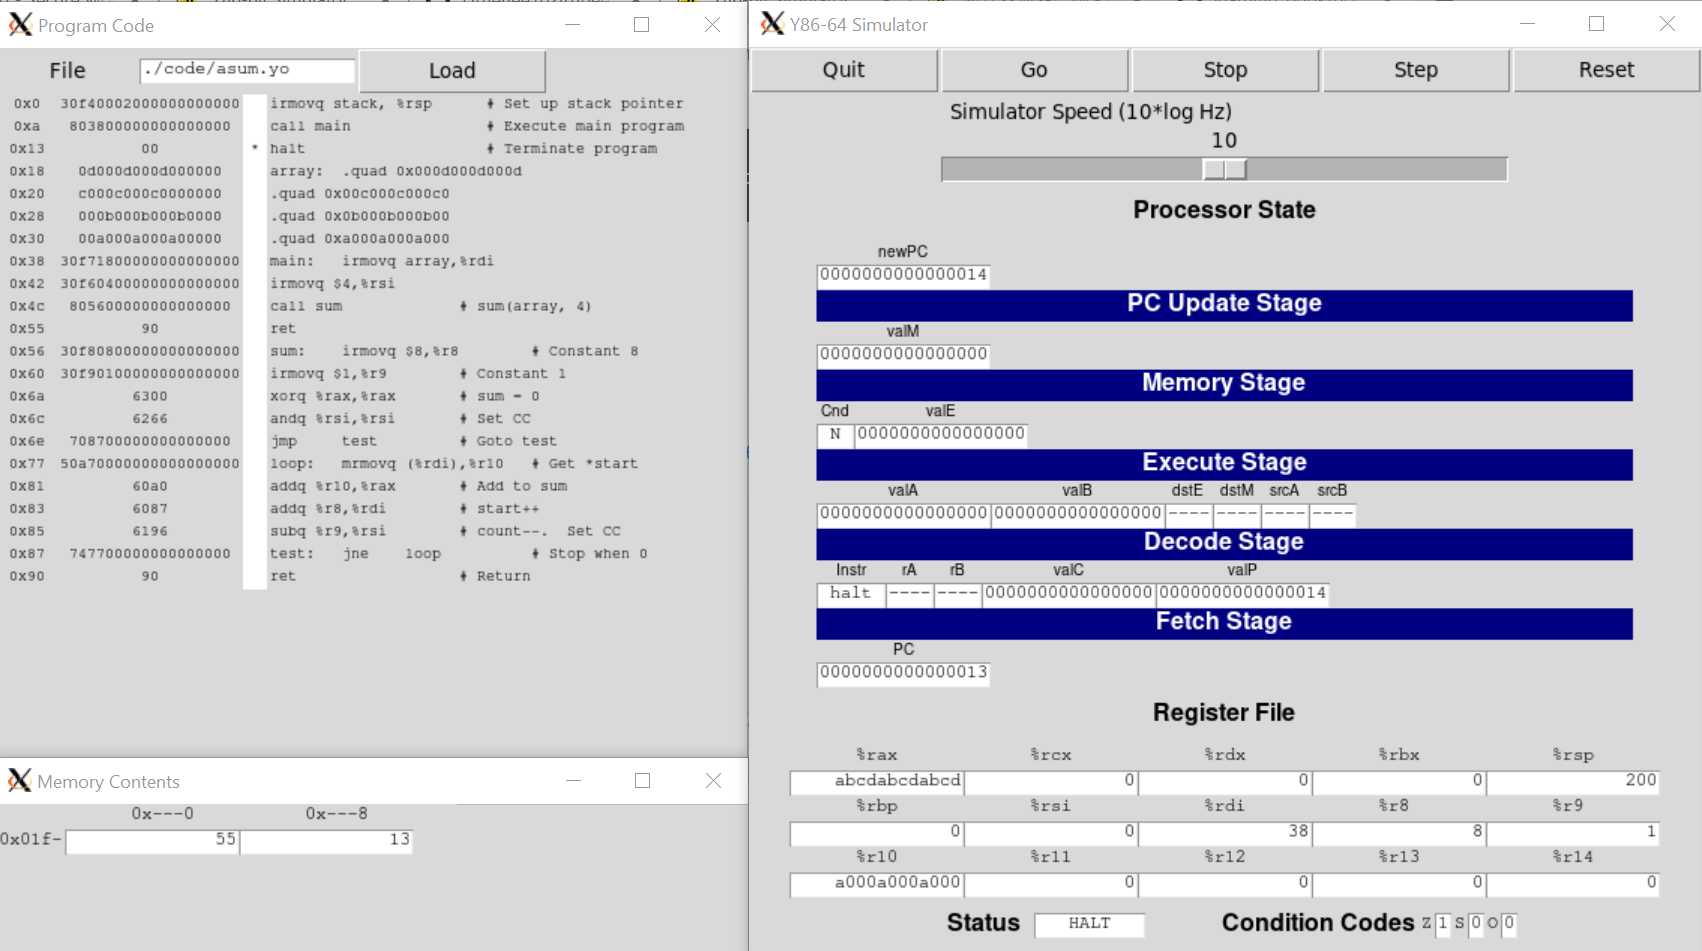 Program Code
File ./code/asum.yo Load
0x0 30f40002000000000000 irmovq stack, %rsp # Set up stack pointer
0xa 803800000000000000 call main # Execute main program
0x13 00 * halt # Terminate program
0x18 0d000d000d000000 array: .quad 0x000d000d000d
0x20 c000c000c0000000 .quad 0x00c000c000c0
0x28 000b000b000b0000 .quad 0x0b000b000b00
0x30 00a000a000a00000 .quad 0xa000a000a000
0x38 30f71800000000000000 main: irmovq array,%rdi
0x42 30f60400000000000000 irmovq $4,%rsi
0x4c 805600000000000000 call sum # sum(array, 4)
0x55 90 ret
0x56 30f80800000000000000 sum: irmovq $8,%r8 # Constant 8
0x60 30f90100000000000000 irmovq $1,%r9 # Constant 1
0x6a 6300 xorq %rax,%rax # sum = 0
0x6c 6266 andq %rsi,%rsi # Set CC
0x6e 708700000000000000 jmp test # Goto test
0x77 50a70000000000000000 loop: mrmovq (%rdi),%r10 # Get *start
0x81 60a0 addq %r10,%rax # Add to sum
0x83 6087 addq %r8,%rdi # start++
0x85 6196 subq %r9,%rsi # count--. Set CC
0x87 747700000000000000 test: jne loop # Stop when 0
0x90 90 ret # Return
Memory Contents
0x---0 0x---8
0x01f- 55 13
Y86-64 Simulator
Quit Go Stop Step Reset
Simulator Speed (10*log Hz)
10
Processor State
newPC
0000000000000014
PC Update Stage
valM
0000000000000000
Memory Stage
Cnd valE
N 0000000000000000
Execute Stage
valA valB dstE dstM srcA srcB
0000000000000000 0000000000000000 ---- ---- ---- ----
Decode Stage
Instr rA rB valC valP
halt ---- ---- 0000000000000000 0000000000000014
Fetch Stage
PC
0000000000000013
Register File
%rax %rcx %rdx %rbx %rsp
abcdabcdabcd 0 0 0 200
%rbp %rsi %rdi %r8 %r9
0 0 38 8 1
%r10 %r11 %r12 %r13 %r14
a000a000a000 0 0 0 0
Status HALT Condition Codes Z 1 S 0 O 0